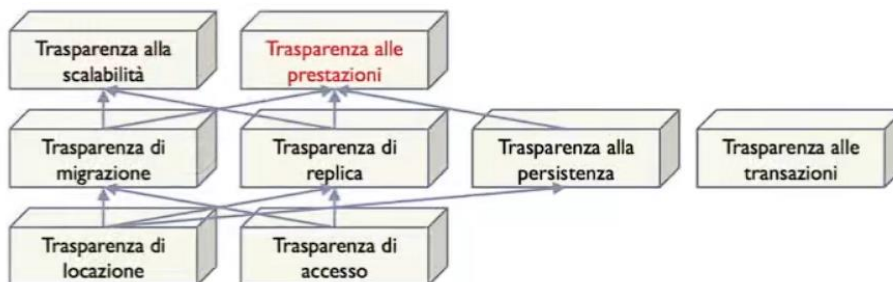 Trasparenza alla
scalabilità
Trasparenza alle
prestazioni
Trasparenza di
migrazione
Trasparenza di
replica
Trasparenza alla
persistenza
Trasparenza alle
transazioni
Trasparenza di
locazione
Trasparenza di
accesso